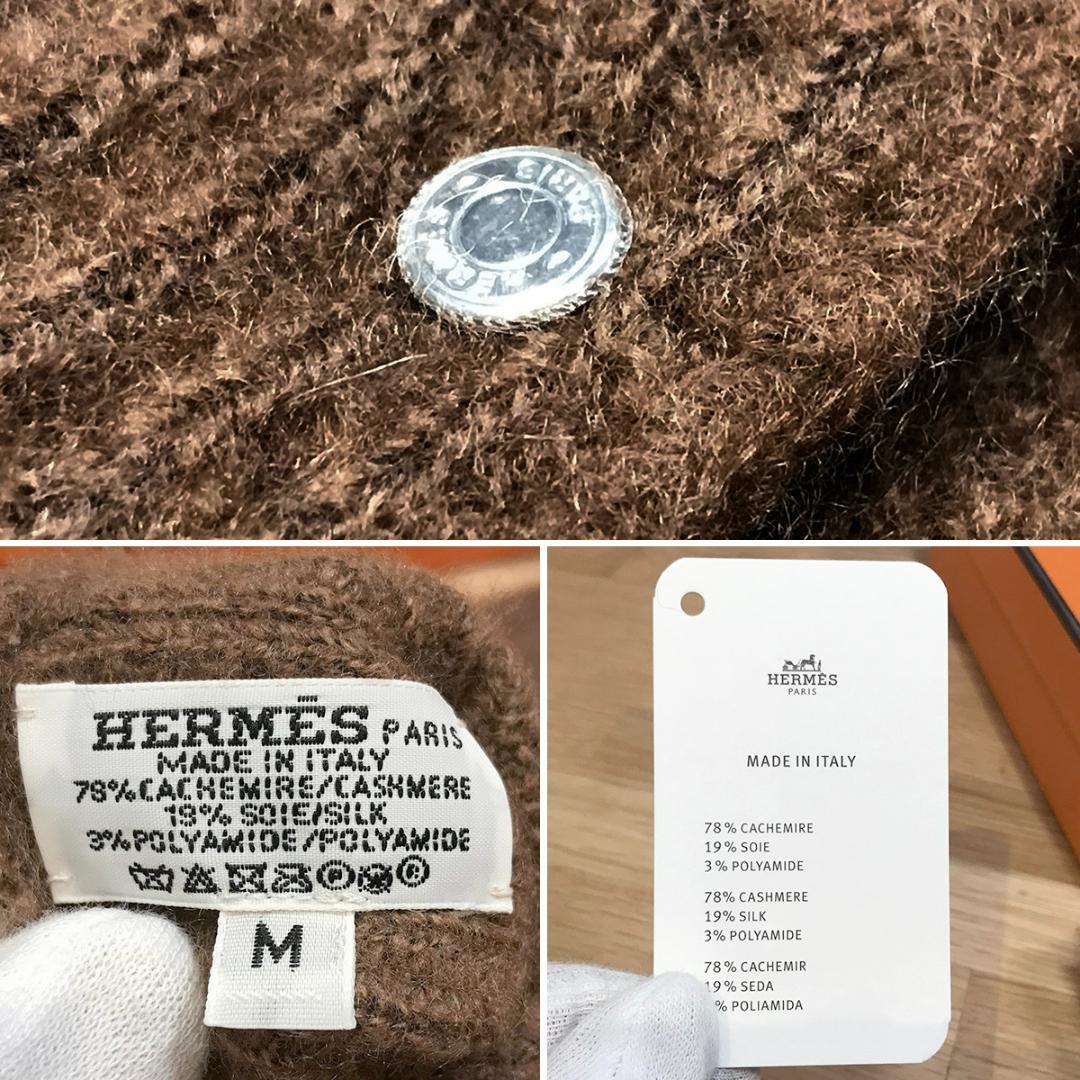 HERMÈS PARIS
MADE IN ITALY
78% CACHEMIRE/CASHMERE
19% SOIE/SILK
3% POLYAMIDE/POLYAMIDE
M
HERMÈS
PARIS
MADE IN ITALY
78% CACHEMIRE
19% SOIE
3% POLYAMIDE
78% CASHMERE
19% SILK
3% POLYAMIDE
78% CACHEMIR
19% SEDA
% POLIAMIDA